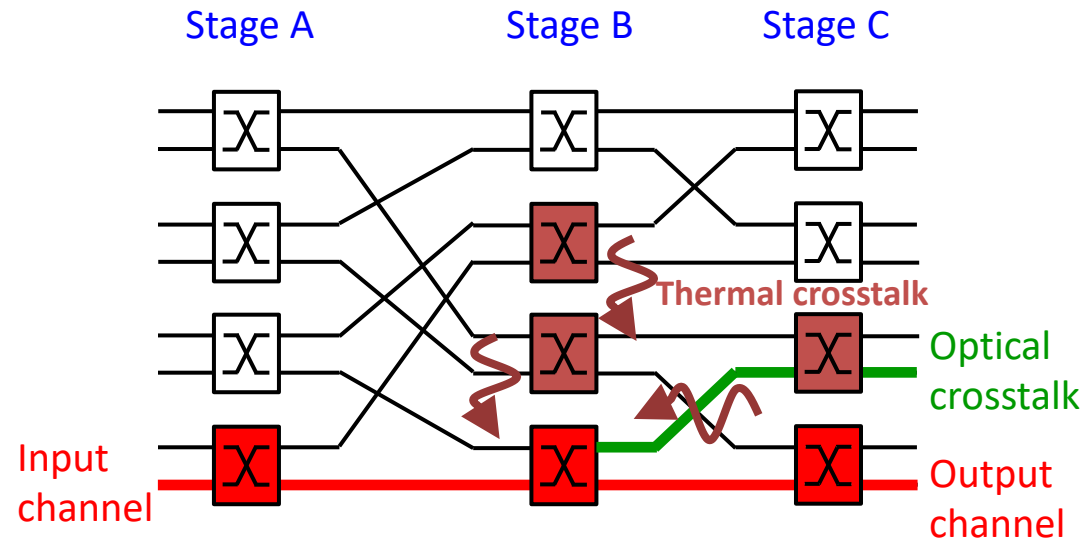 Stage A
Stage B
Stage C
Thermal crosstalk
Optical
crosstalk
Input
channel
Output
channel